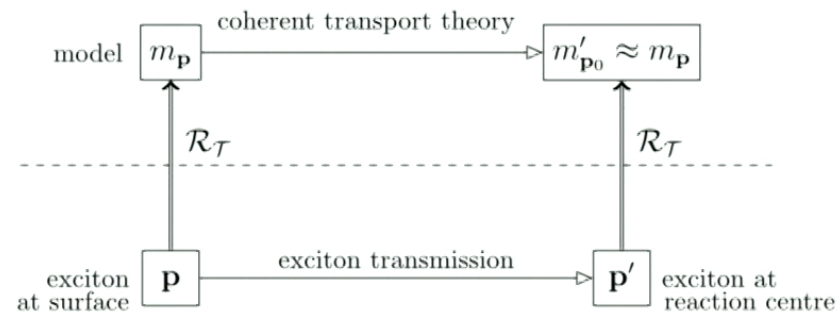 coherent transport theory
model m_𝐩 m′_𝐩₀ ≈ m_𝐩
ℛ_𝒯 ℛ_𝒯
exciton transmission
exciton
at surface
𝐩 𝐩′
exciton at
reaction centre